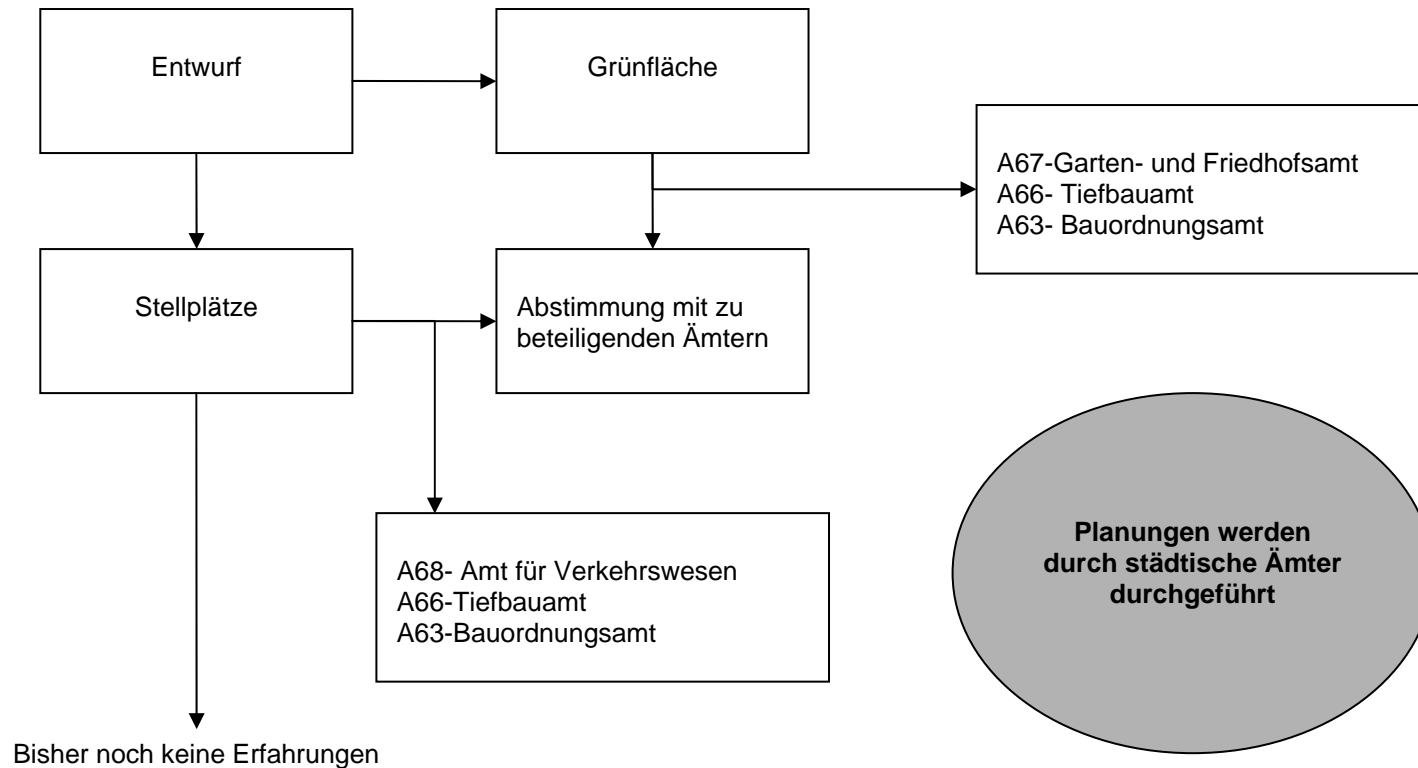 Entwurf
Grünfläche
A67-Garten- und Friedhofsamt
A66- Tiefbauamt
A63- Bauordnungsamt
Stellplätze
Abstimmung mit zu
beteiligenden Ämtern
A68- Amt für Verkehrswesen
A66-Tiefbauamt
A63-Bauordnungsamt
Planungen werden
durch städtische Ämter
durchgeführt
Bisher noch keine Erfahrungen